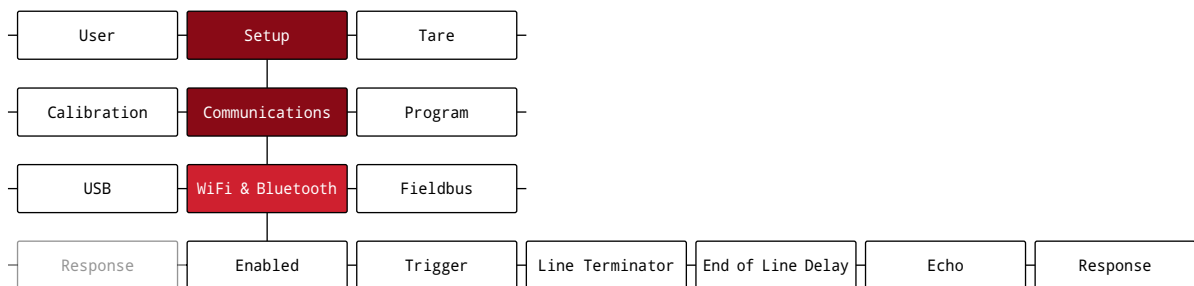 User Setup Tare
Calibration Communications Program
USB WiFi & Bluetooth Fieldbus
Response Enabled Trigger Line Terminator End of Line Delay Echo Response